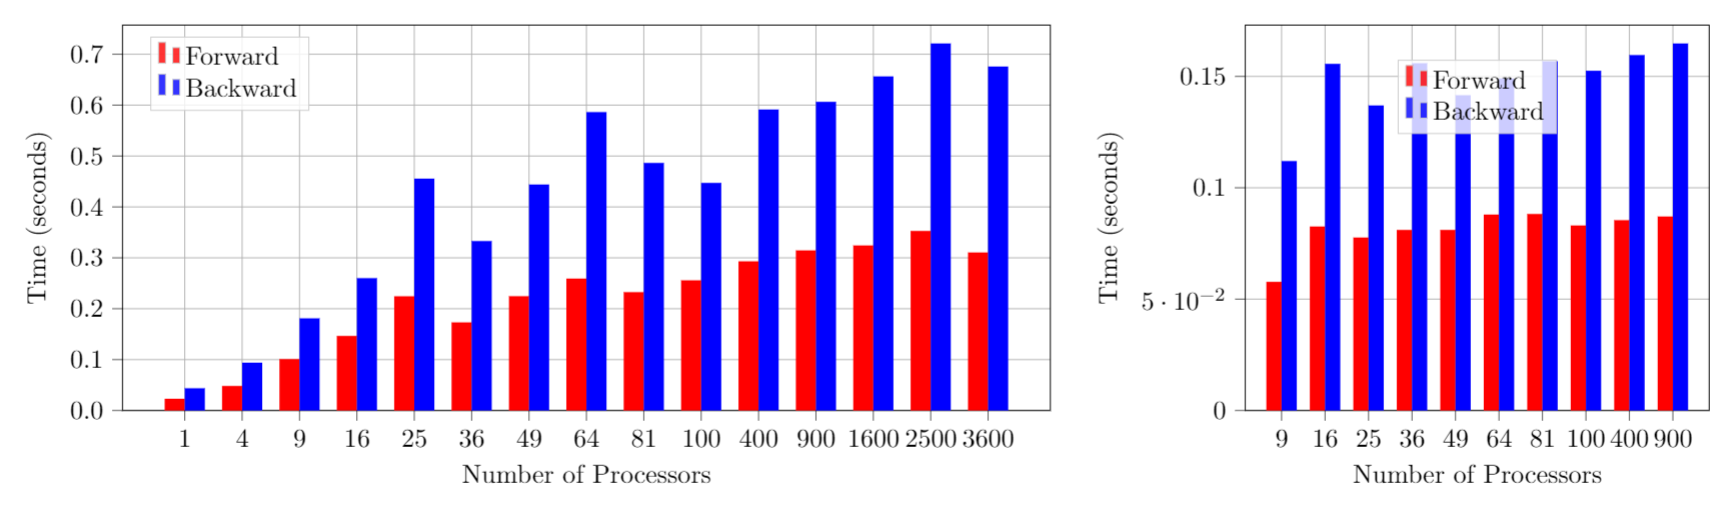 Time (seconds)
0.7
0.6
0.5
0.4
0.3
0.2
0.1
0.0
Forward
Backward
1 4 9 16 25 36 49 64 81 100 400 900 1600 2500 3600
Number of Processors
Time (seconds)
0.15
0.1
5 · 10⁻²
0
Forward
Backward
9 16 25 36 49 64 81 100 400 900
Number of Processors